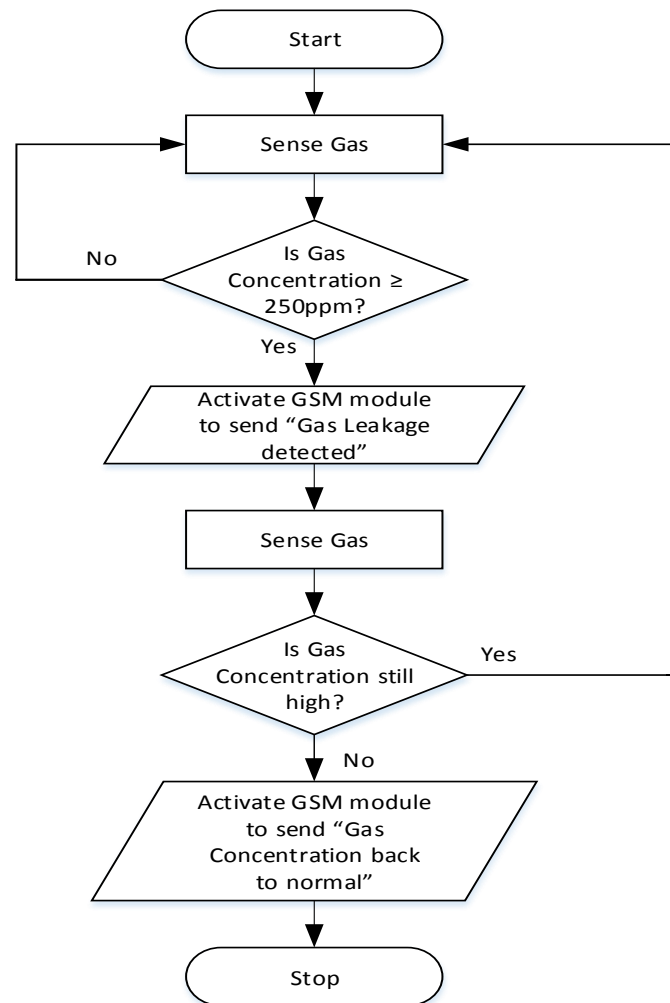 Start
Sense Gas
No
Is Gas
Concentration ≥
250ppm?
Yes
Activate GSM module
to send “Gas Leakage
detected”
Sense Gas
Is Gas
Concentration still
high?
Yes
No
Activate GSM module
to send “Gas
Concentration back
to normal”
Stop